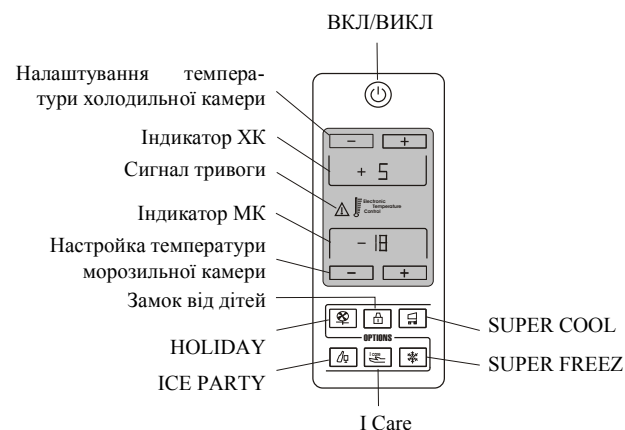 ВКЛ/ВИКЛ
Налаштування темпера-
тури холодильної камери
− +
Індикатор ХК
+ 5
Сигнал тривоги
Electronic
Temperature
Control
Індикатор МК
− 18
Настройка температури
морозильної камери
− +
Замок від дітей
SUPER COOL
OPTIONS
HOLIDAY
SUPER FREEZ
ICE PARTY
I Care
I Care